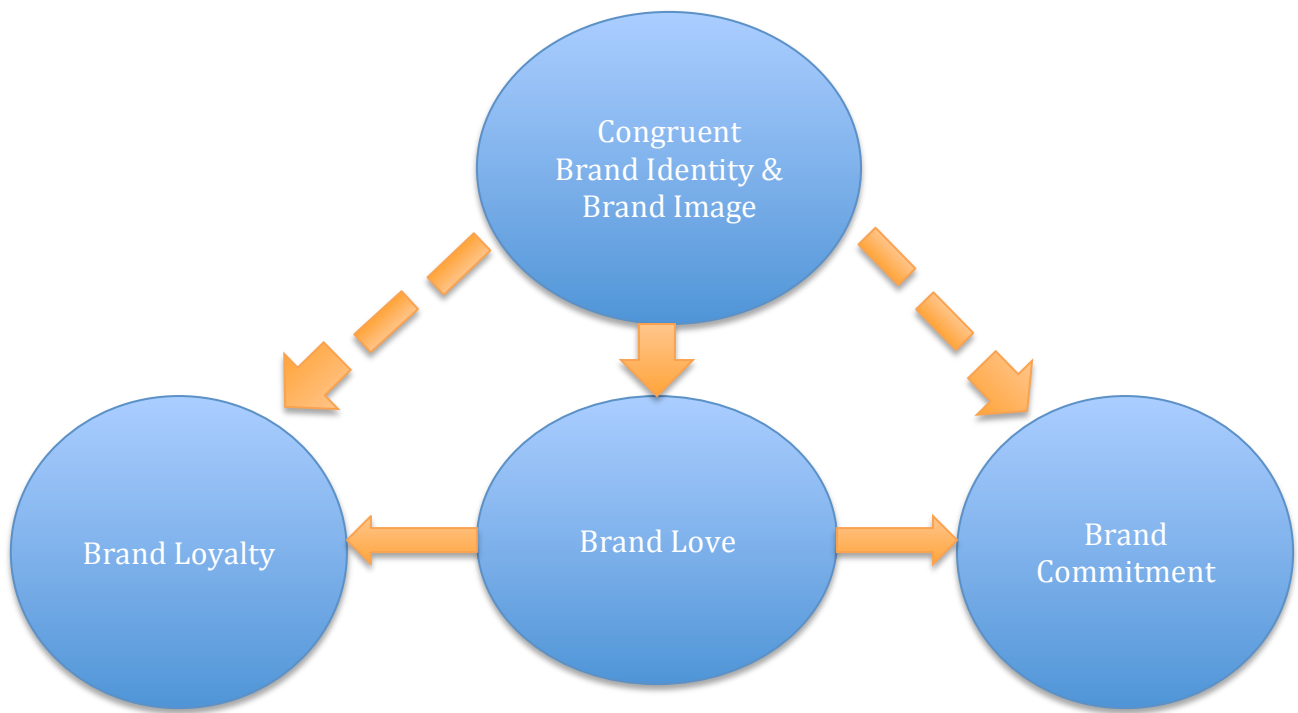 Congruent
Brand Identity &
Brand Image
Brand Loyalty
Brand Love
Brand
Commitment